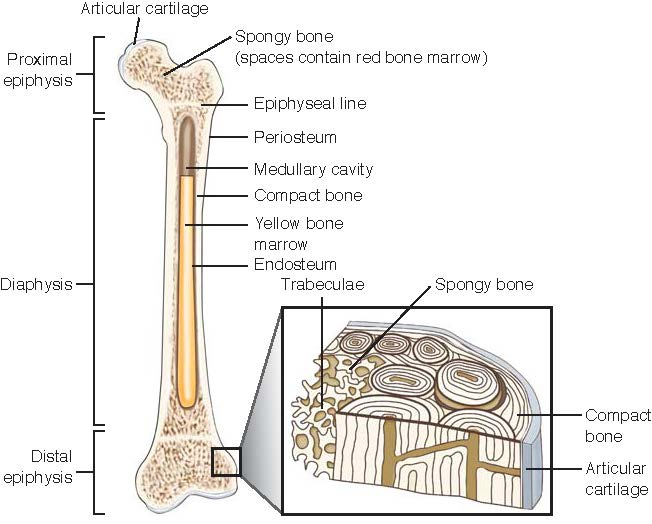 Articular cartilage
Proximal
epiphysis
Spongy bone
(spaces contain red bone marrow)
Epiphyseal line
Periosteum
Medullary cavity
Compact bone
Yellow bone
marrow
Endosteum
Diaphysis
Trabeculae
Spongy bone
Compact
bone
Articular
cartilage
Distal
epiphysis